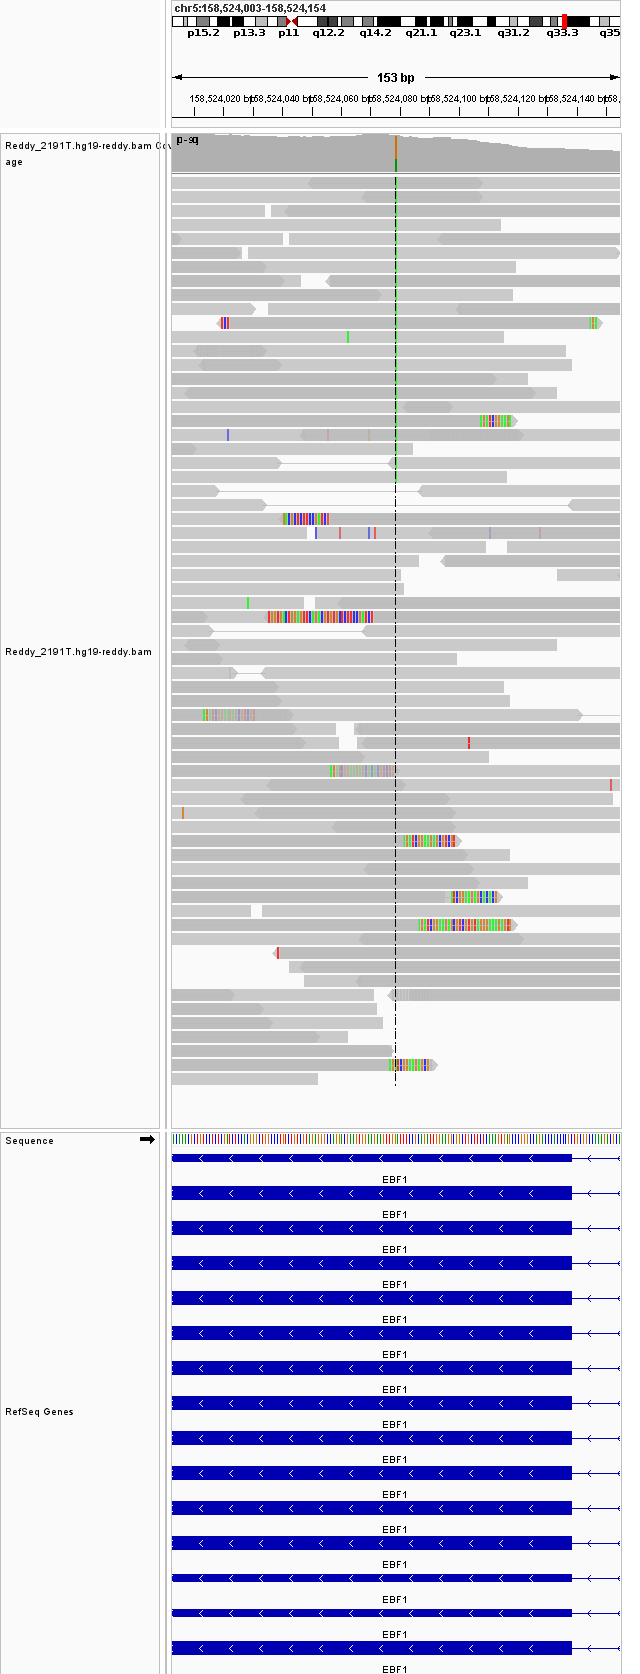 chr5:158,524,003-158,524,154
p15.2 p13.3 p11 q12.2 q14.2 q21.1 q23.1 q31.2 q33.3 q35
153 bp
158,524,020 bp 158,524,040 bp 158,524,060 bp 158,524,080 bp 158,524,100 bp 158,524,120 bp 158,524,140 bp 158,
Reddy_2191T.hg19-reddy.bam Cov
age
Reddy_2191T.hg19-reddy.bam
Sequence
EBF1
EBF1
EBF1
EBF1
EBF1
EBF1
EBF1
RefSeq Genes
EBF1
EBF1
EBF1
EBF1
EBF1
EBF1
EBF1
EBF1